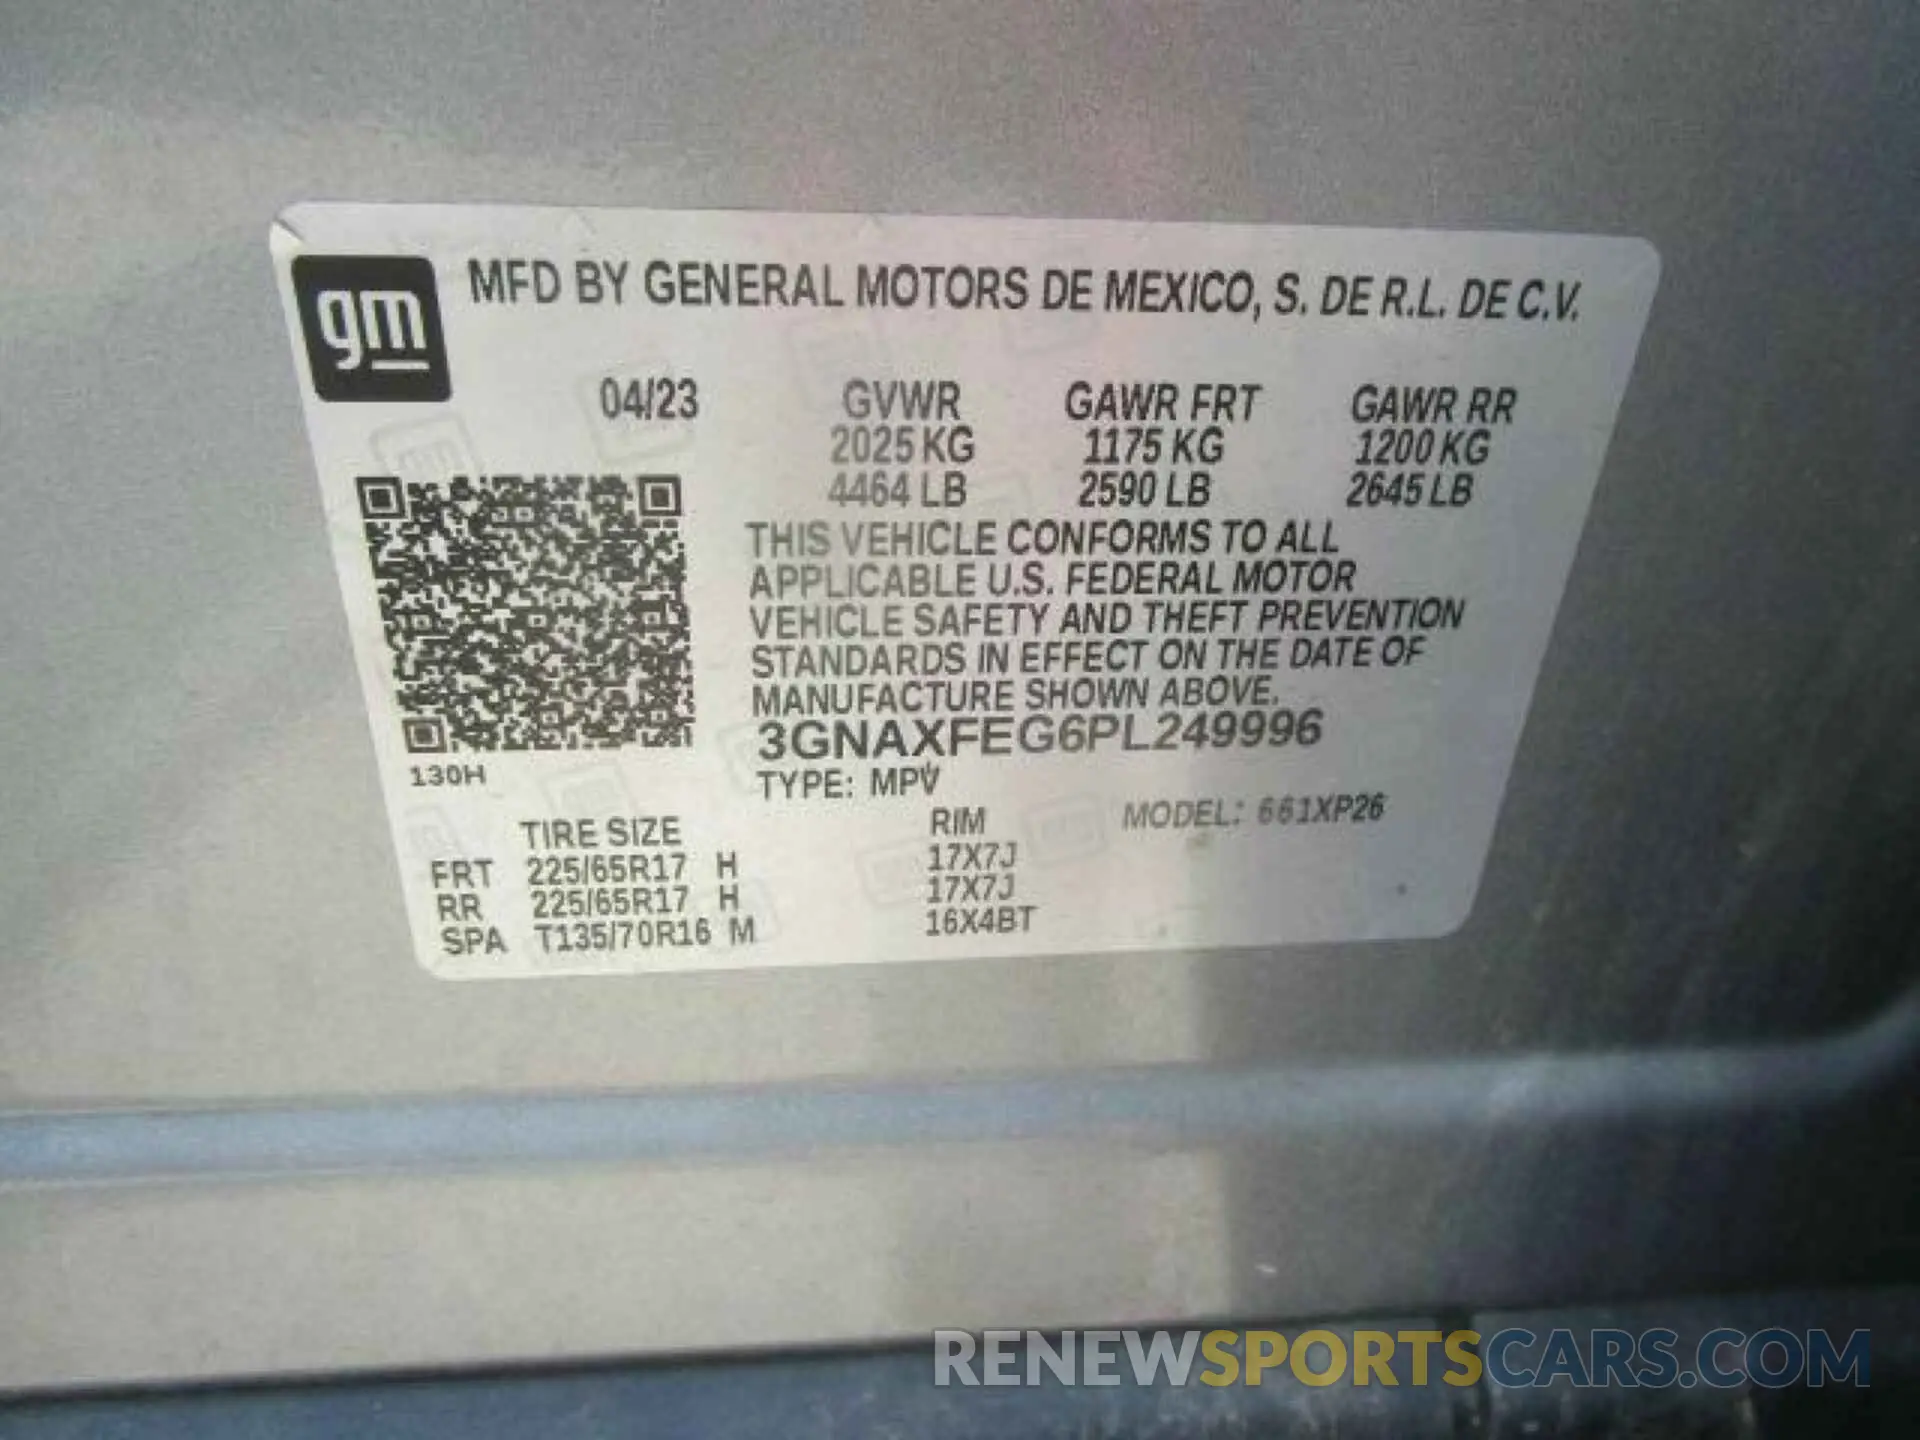 gm
MFD BY GENERAL MOTORS DE MEXICO, S. DE R.L. DE C.V.
04/23 GVWR GAWR FRT GAWR RR
2025 KG 1175 KG 1200 KG
4464 LB 2590 LB 2645 LB
THIS VEHICLE CONFORMS TO ALL
APPLICABLE U.S. FEDERAL MOTOR
VEHICLE SAFETY AND THEFT PREVENTION
STANDARDS IN EFFECT ON THE DATE OF
MANUFACTURE SHOWN ABOVE.
3GNAXFEG6PL249996
130H
TYPE: MPV
MODEL: 661XP26
TIRE SIZE RIM
FRT 225/65R17 H 17X7J
RR 225/65R17 H 17X7J
SPA T135/70R16 M 16X4BT
RENEWSPORTSCARS.COM